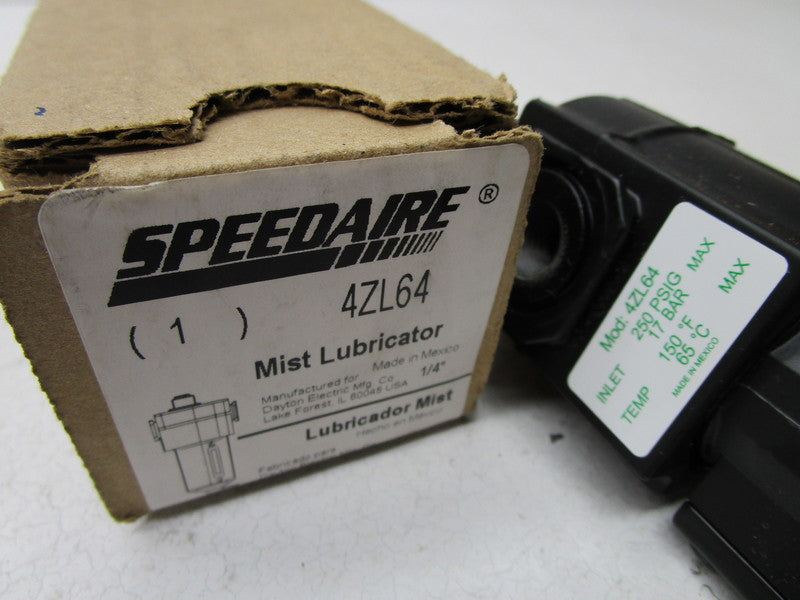 SPEEDAIRE ®
4ZL64
( 1 )
Mist Lubricator
Made in Mexico
1/4"
Manufactured for
Dayton Electric Mfg. Co
Lake Forest, IL 60045 USA
Lubricador Mist
Hecho en México
Fabricado para
Mod: 4ZL64
INLET 250 PSIG MAX
17 BAR
TEMP 150 °F MAX
65 °C
MADE IN MEXICO